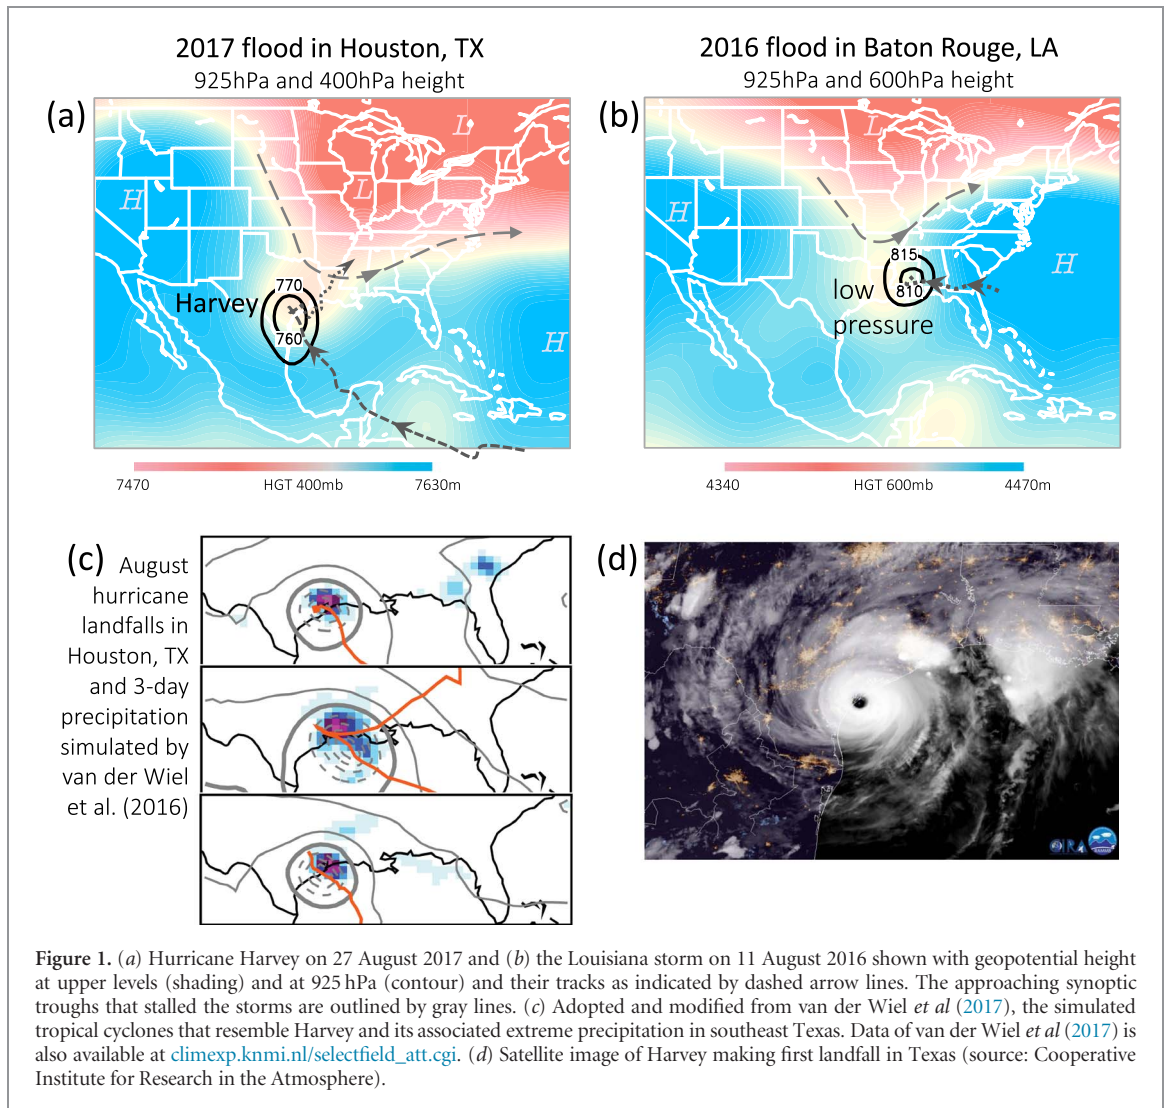 2017 flood in Houston, TX
925hPa and 400hPa height
(a)
L
H
L
770
Harvey
760
H
7470 HGT 400mb 7630m
2016 flood in Baton Rouge, LA
925hPa and 600hPa height
(b)
L
H
815
H
low
810
pressure
4340 HGT 600mb 4470m
(c) August
hurricane
landfalls in
Houston, TX
and 3-day
precipitation
simulated by
van der Wiel
et al. (2016)
(d)
CIRA
Figure 1. (a) Hurricane Harvey on 27 August 2017 and (b) the Louisiana storm on 11 August 2016 shown with geopotential height
at upper levels (shading) and at 925 hPa (contour) and their tracks as indicated by dashed arrow lines. The approaching synoptic
troughs that stalled the storms are outlined by gray lines. (c) Adopted and modified from van der Wiel et al (2017), the simulated
tropical cyclones that resemble Harvey and its associated extreme precipitation in southeast Texas. Data of van der Wiel et al (2017) is
also available at climexp.knmi.nl/selectfield_att.cgi. (d) Satellite image of Harvey making first landfall in Texas (source: Cooperative
Institute for Research in the Atmosphere).